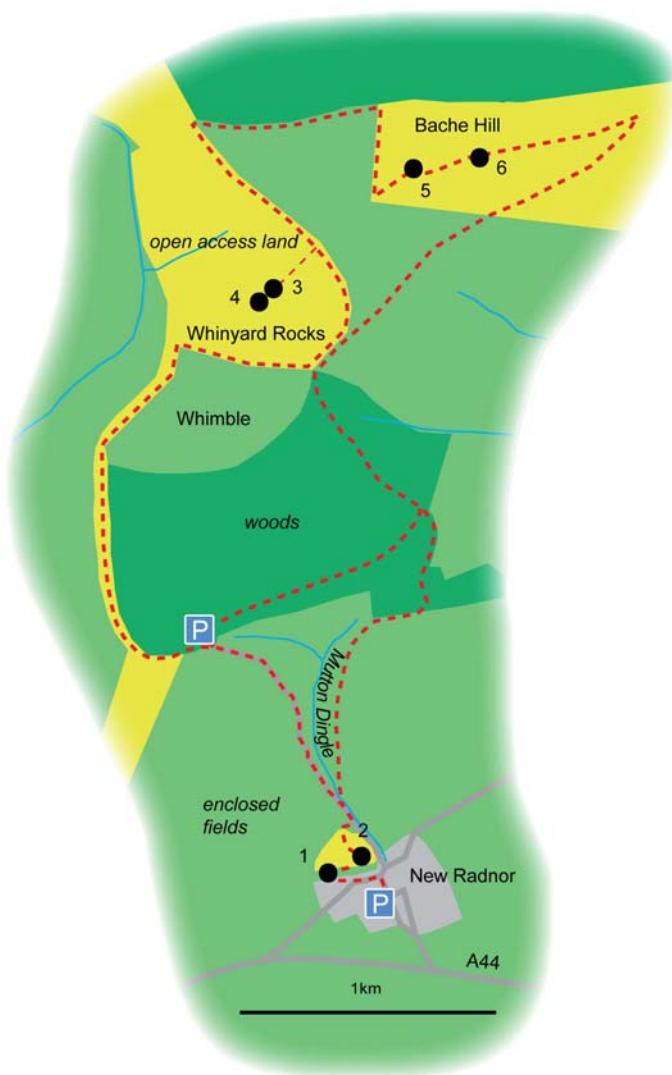 Bache Hill
6
5
open access land
3
4
Whinyard Rocks
Whimble
woods
P
Mutton Dingle
enclosed
fields
2
1
New Radnor
P
A44
1km